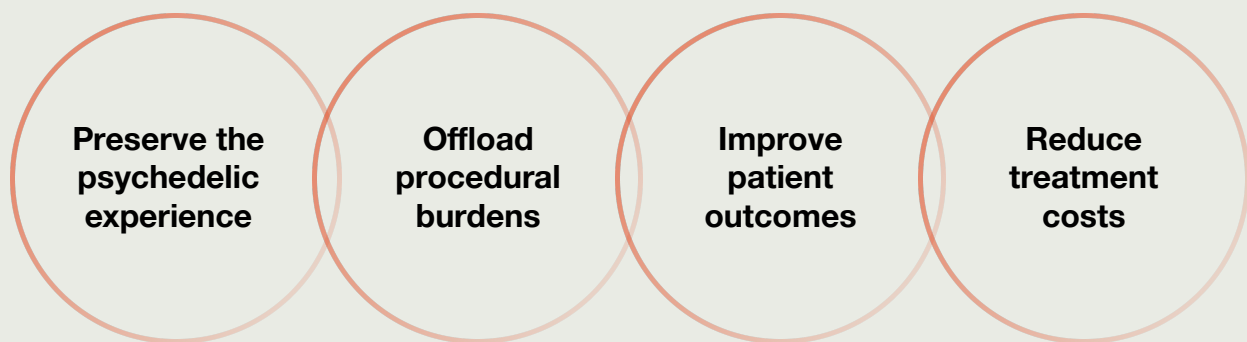 Preserve the
psychedelic
experience
Offload
procedural
burdens
Improve
patient
outcomes
Reduce
treatment
costs